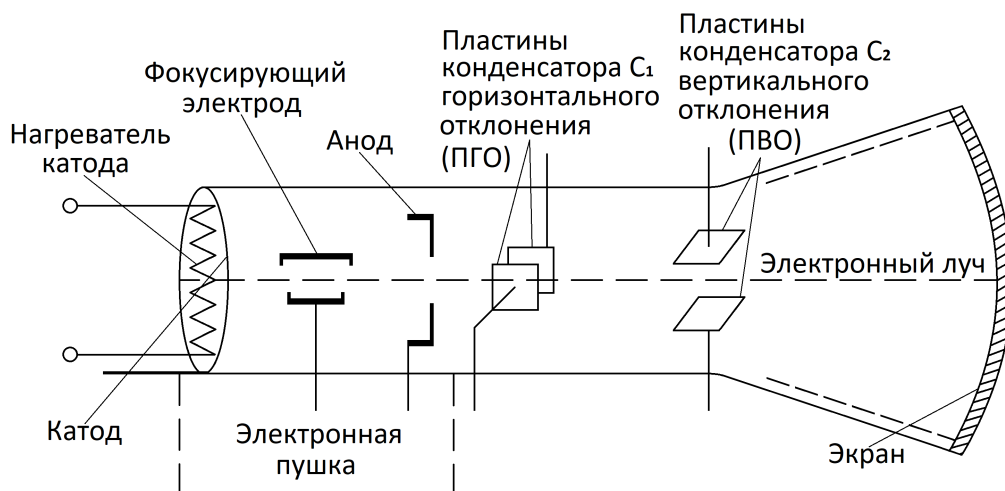 Фокусирующий
электрод
Нагреватель
катода
Анод
Пластины
конденсатора C₁
горизонтального
отклонения
(ПГО)
Пластины
конденсатора C₂
вертикального
отклонения
(ПВО)
Электронный луч
Катод
Электронная
пушка
Экран